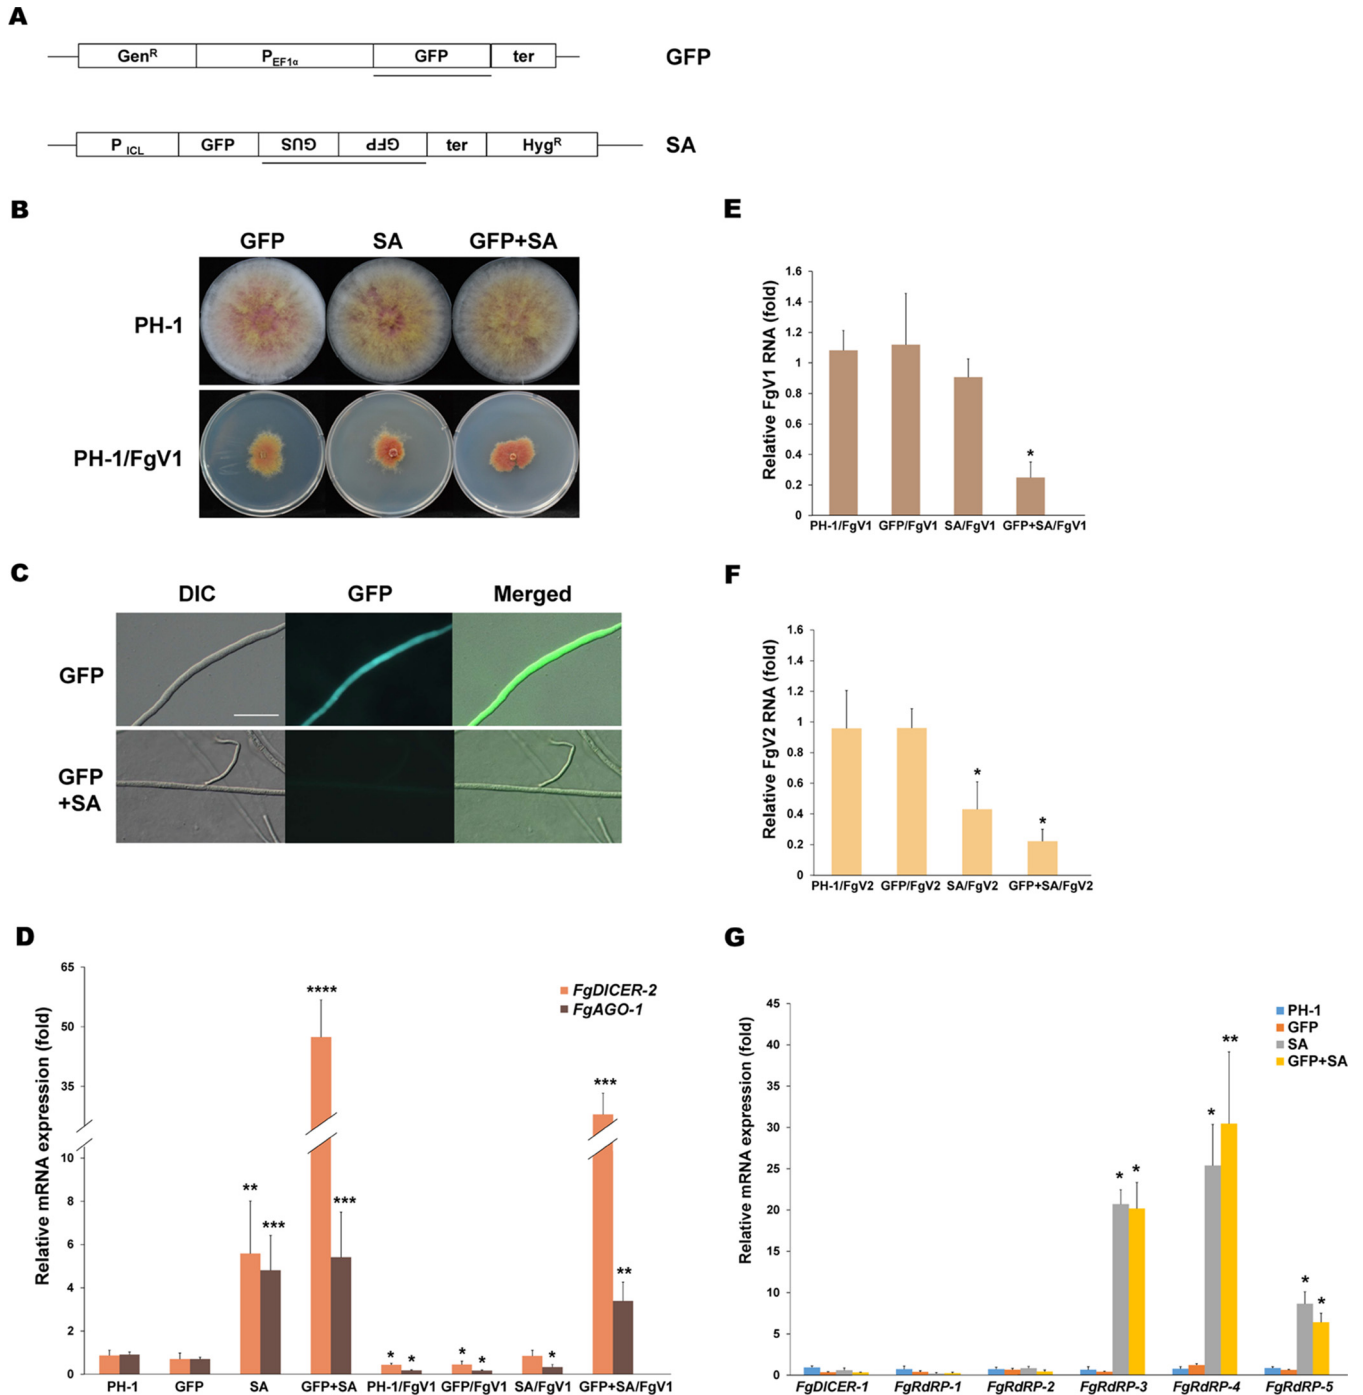 A
Gen^R P_EF1α GFP ter GFP
P_ICL GFP GUS GFP ter Hyg^R SA
B
GFP SA GFP+SA
PH-1
PH-1/FgV1
C
DIC GFP Merged
GFP
GFP
+SA
D
Relative mRNA expression (fold)
65
50
35
10
8
6
4
2
0
FgDICER-2
FgAGO-1
** *** **** *** * * * * * *** **
PH-1 GFP SA GFP+SA PH-1/FgV1 GFP/FgV1 SA/FgV1 GFP+SA/FgV1
E
Relative FgV1 RNA (fold)
1.6
1.4
1.2
1
0.8
0.6
0.4
0.2
0
*
PH-1/FgV1 GFP/FgV1 SA/FgV1 GFP+SA/FgV1
F
Relative FgV2 RNA (fold)
1.6
1.4
1.2
1
0.8
0.6
0.4
0.2
0
* *
PH-1/FgV2 GFP/FgV2 SA/FgV2 GFP+SA/FgV2
G
Relative mRNA expression (fold)
45
40
35
30
25
20
15
10
5
0
PH-1
GFP
SA
GFP+SA
* * * ** * *
FgDICER-1 FgRdRP-1 FgRdRP-2 FgRdRP-3 FgRdRP-4 FgRdRP-5